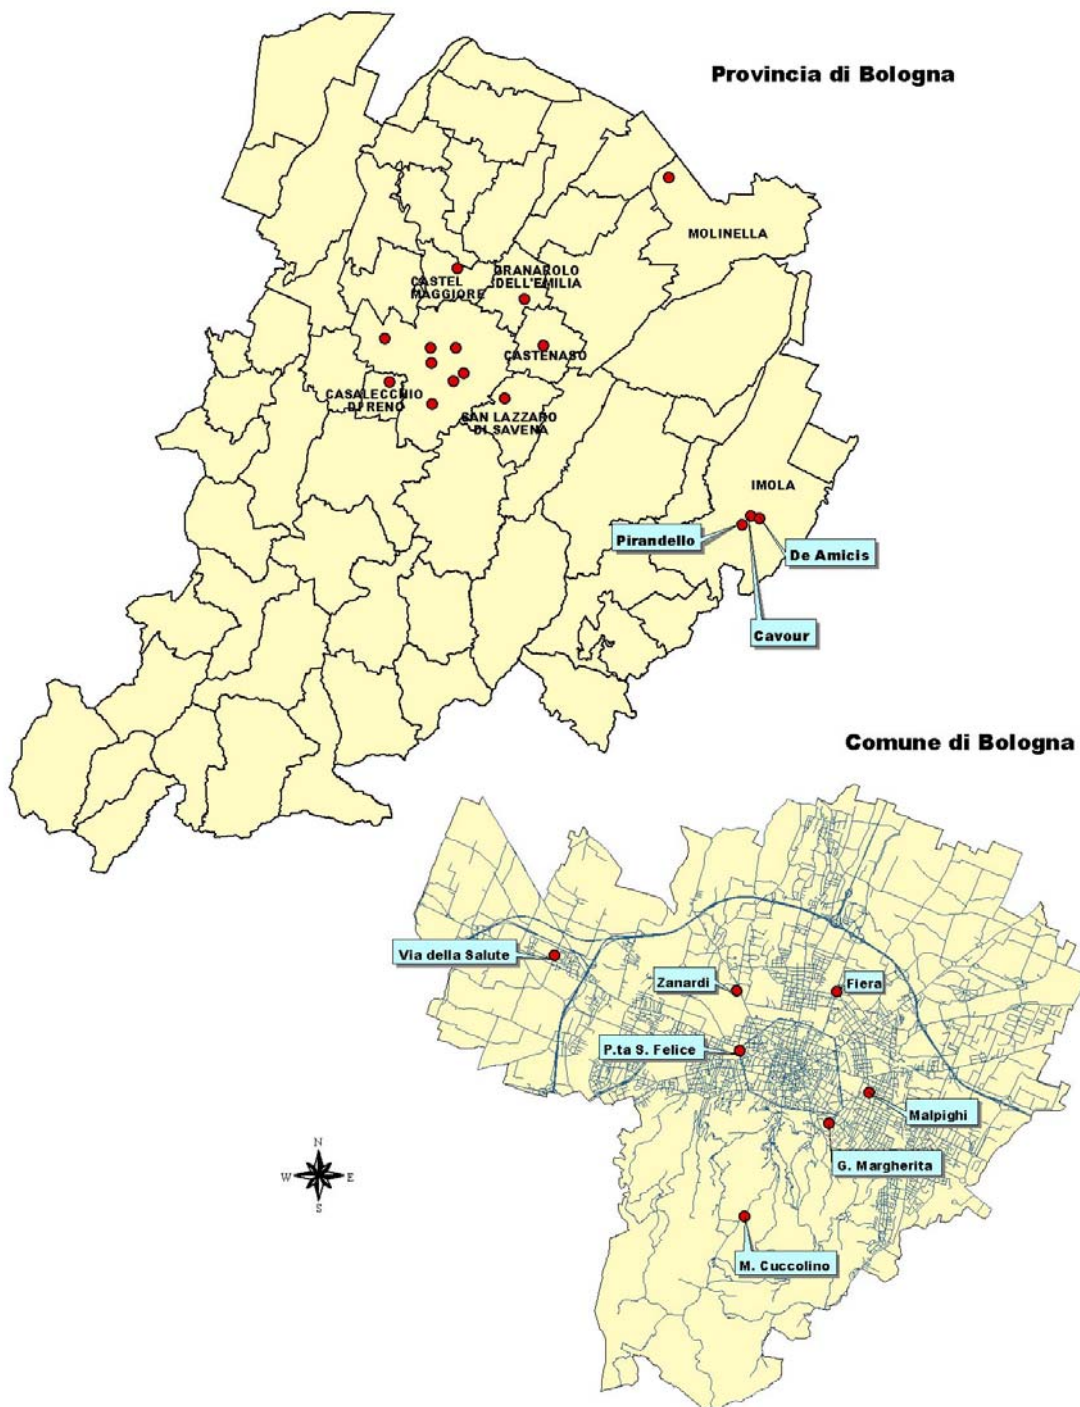 Provincia di Bologna
MOLINELLA
GRANAROLO
DELL'EMILIA
CASTEL
MAGGIORE
CASTENASO
CASALECCHIO
DI RENO
SAN LAZZARO
DI SAVENA
IMOLA
Pirandello
De Amicis
Cavour
Comune di Bologna
Via della Salute
Zanardi
Fiera
P.ta S. Felice
Malpighi
G. Margherita
M. Cuccolino
N
W
E
S